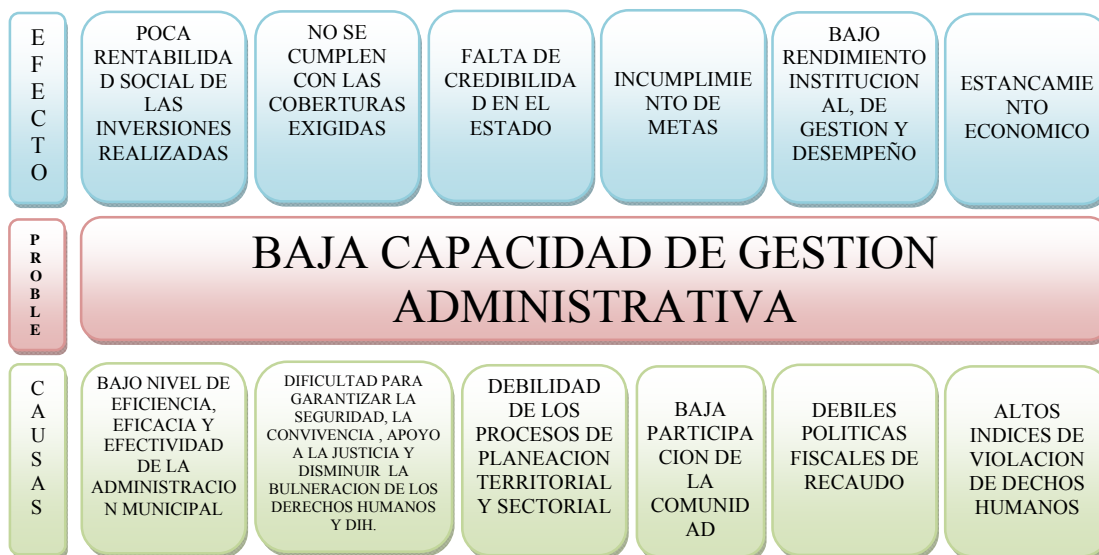 EFECTO
POCA
RENTABILIDA
D SOCIAL DE
LAS
INVERSIONES
REALIZADAS
NO SE
CUMPLEN
CON LAS
COBERTURAS
EXIGIDAS
FALTA DE
CREDIBILIDA
D EN EL
ESTADO
INCUMPLIMIE
NTO DE
METAS
BAJO
RENDIMIENTO
INSTITUCION
AL, DE
GESTION Y
DESEMPEÑO
ESTANCAMIE
NTO
ECONOMICO
PROBLE
BAJA CAPACIDAD DE GESTION
ADMINISTRATIVA
CAUSAS
BAJO NIVEL DE
EFICIENCIA,
EFICACIA Y
EFECTIVIDAD
DE LA
ADMINISTRACIO
N MUNICIPAL
DIFICULTAD PARA
GARANTIZAR LA
SEGURIDAD, LA
CONVIVENCIA , APOYO
A LA JUSTICIA Y
DISMINUIR LA
BULNERACION DE LOS
DERECHOS HUMANOS
Y DIH.
DEBILIDAD
DE LOS
PROCESOS DE
PLANEACION
TERRITORIAL
Y SECTORIAL
BAJA
PARTICIPA
CION DE
LA
COMUNID
AD
DEBILES
POLITICAS
FISCALES DE
RECAUDO
ALTOS
INDICES DE
VIOLACION
DE DECHOS
HUMANOS